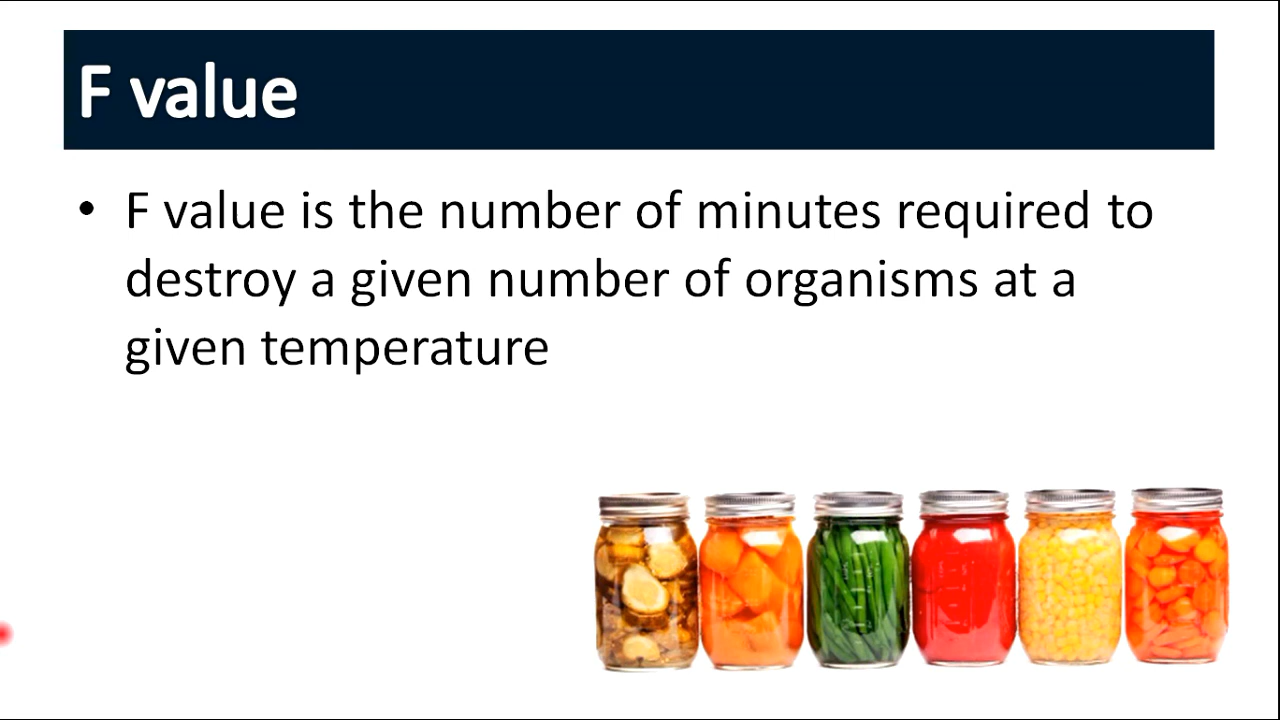 F value
• F value is the number of minutes required to
destroy a given number of organisms at a
given temperature